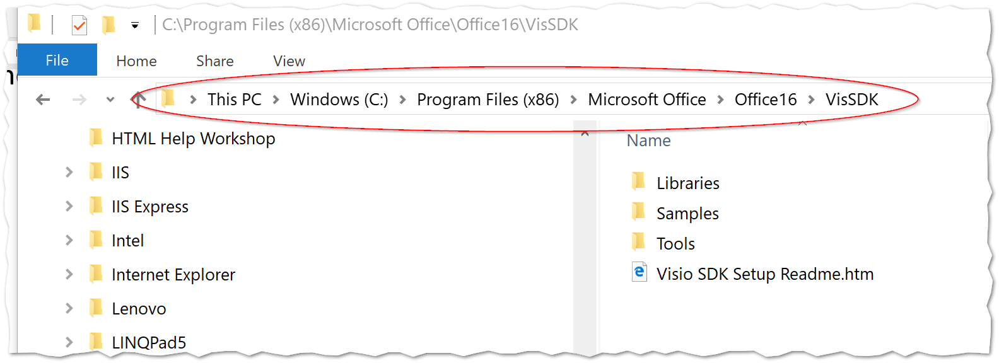 C:\Program Files (x86)\Microsoft Office\Office16\VisSDK
File Home Share View
This PC Windows (C:) Program Files (x86) Microsoft Office Office16 VisSDK
HTML Help Workshop
IIS
IIS Express
Intel
Internet Explorer
Lenovo
LINQPad5
Name
Libraries
Samples
Tools
Visio SDK Setup Readme.htm